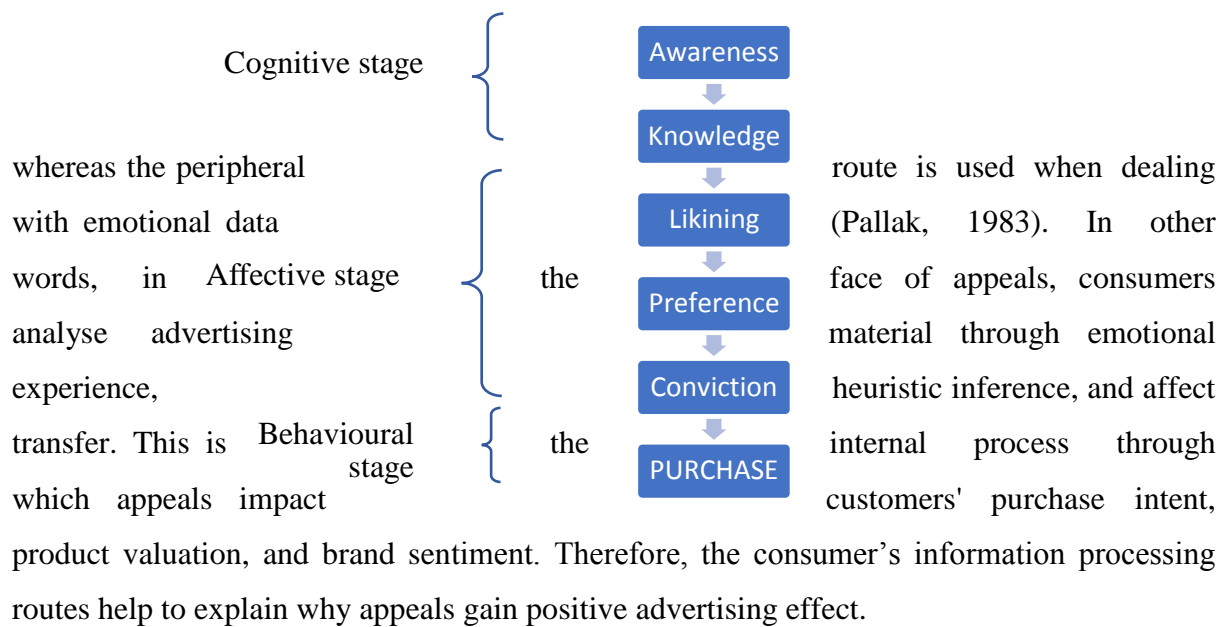 Cognitive stage
Awareness
Knowledge
Likining
Affective stage
Preference
Conviction
Behavioural
stage
PURCHASE
whereas the peripheral route is used when dealing
with emotional data (Pallak, 1983). In other
words, in the face of appeals, consumers
analyse advertising material through emotional
experience, heuristic inference, and affect
transfer. This is the internal process through
which appeals impact customers' purchase intent,
product valuation, and brand sentiment. Therefore, the consumer’s information processing
routes help to explain why appeals gain positive advertising effect.